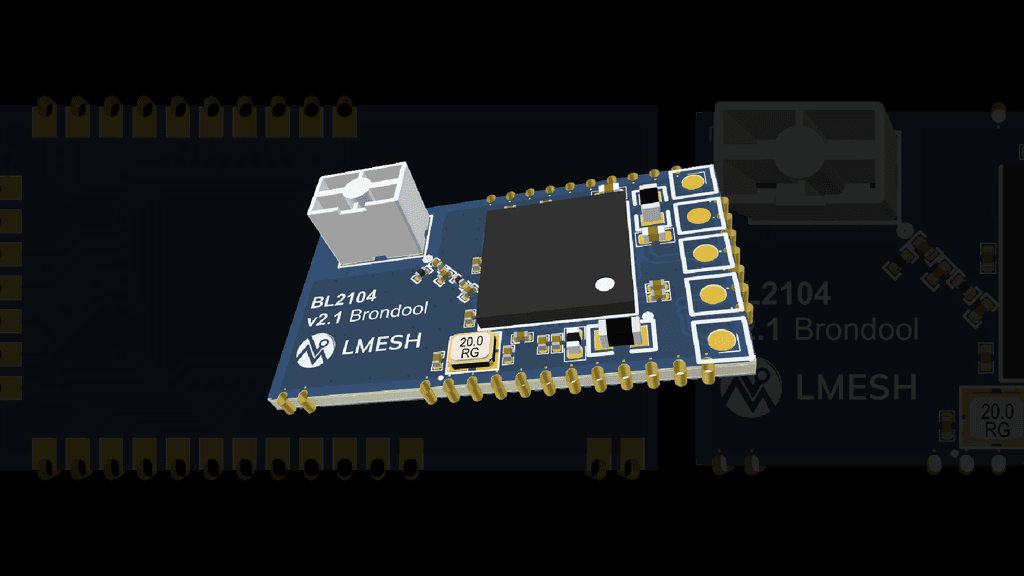 BL2104
v2.1 Brondool
LMESH
20.0
RG
L2104
.1 Brondool
LMESH
20.0
RG